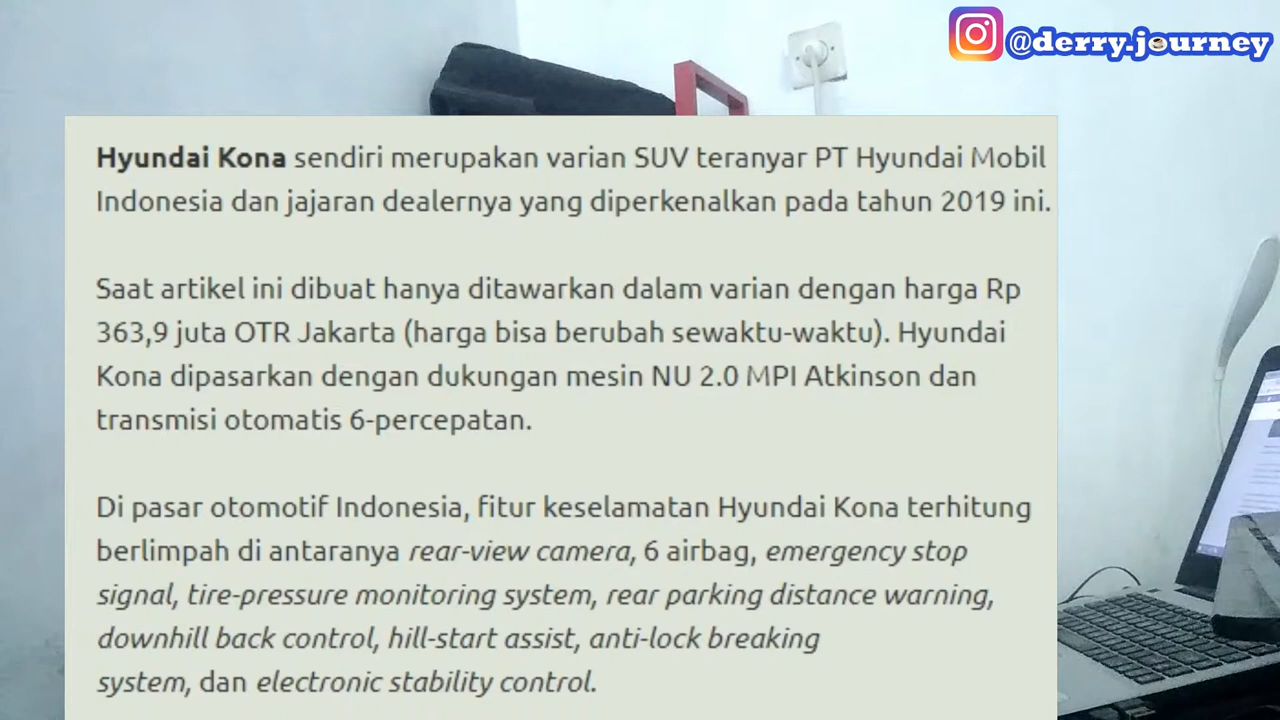 @derry.journey
Hyundai Kona sendiri merupakan varian SUV teranyar PT Hyundai Mobil
Indonesia dan jajaran dealernya yang diperkenalkan pada tahun 2019 ini.
Saat artikel ini dibuat hanya ditawarkan dalam varian dengan harga Rp
363,9 juta OTR Jakarta (harga bisa berubah sewaktu-waktu). Hyundai
Kona dipasarkan dengan dukungan mesin NU 2.0 MPI Atkinson dan
transmisi otomatis 6-percepatan.
Di pasar otomotif Indonesia, fitur keselamatan Hyundai Kona terhitung
berlimpah di antaranya rear-view camera, 6 airbag, emergency stop
signal, tire-pressure monitoring system, rear parking distance warning,
downhill back control, hill-start assist, anti-lock breaking
system, dan electronic stability control.